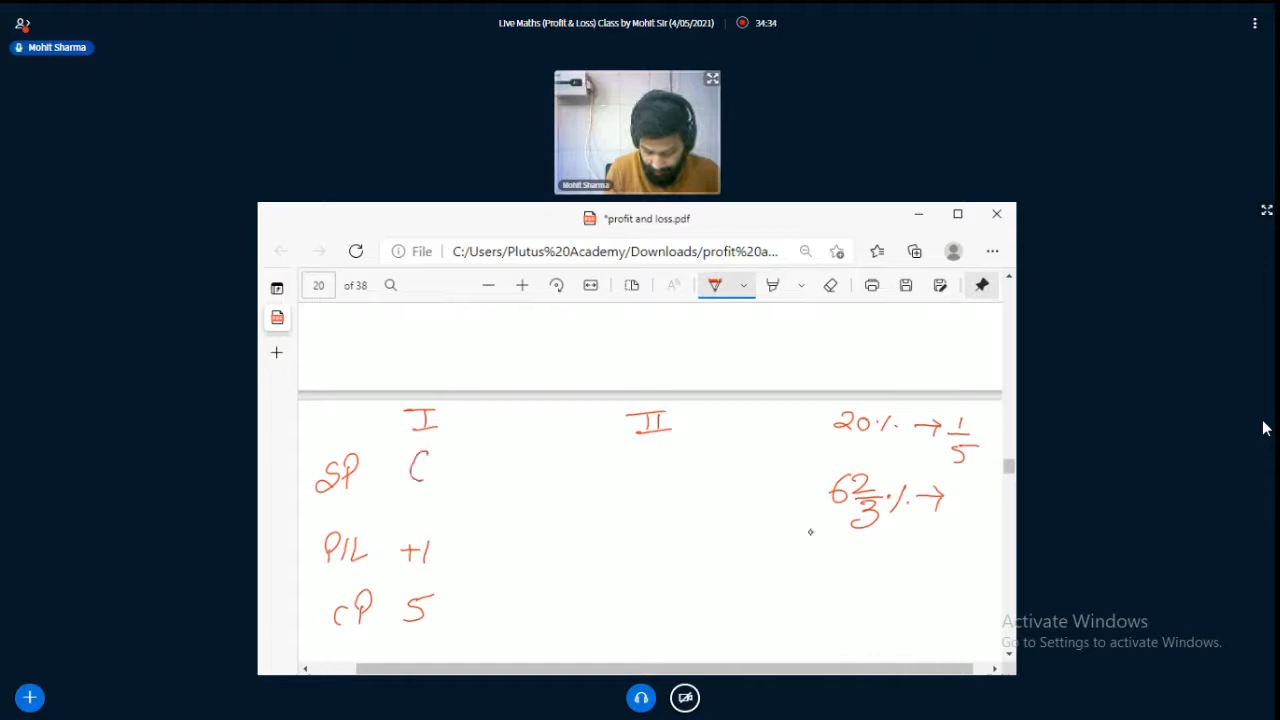 Live Maths (Profit & Loss) Class by Mohit Sir (4/05/2021)
34:34
Mohit Sharma
Mohit Sharma
*profit and loss.pdf
File C:/Users/Plutus%20Academy/Downloads/profit%20a...
20 of 38
I II 20% → 1/5
SP 6
6 2/3 % →
P/L +1
CP 5
Activate Windows
Go to Settings to activate Windows.